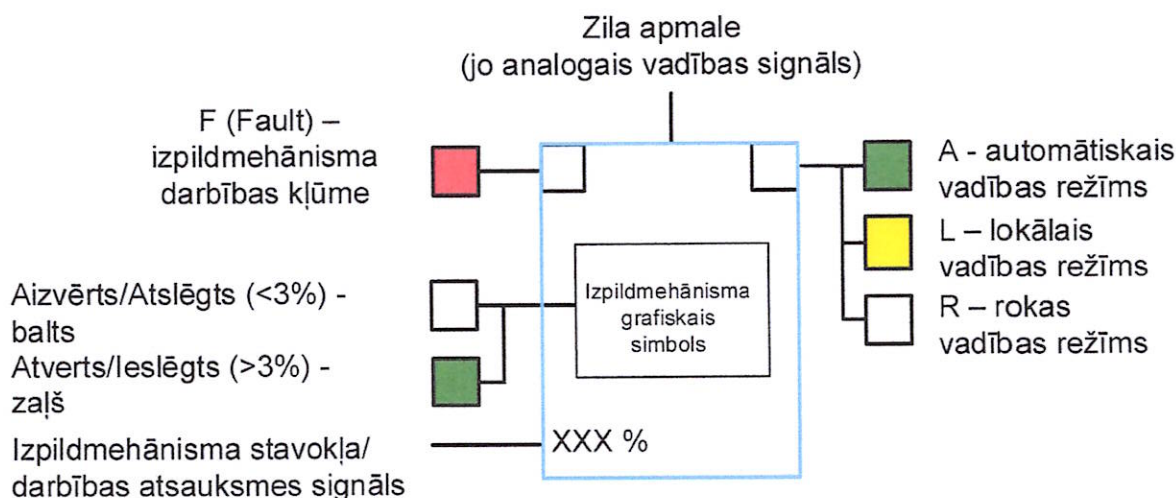 Zila apmale
(jo analogais vadības signāls)
F (Fault) –
izpildmehānisma
darbības kļūme
A - automātiskais
vadības režīms
L – lokālais
vadības režīms
R – rokas
vadības režīms
Aizvērts/Atslēgts (<3%) -
balts
Atverts/Ieslēgts (>3%) -
zaļš
Izpildmehānisma
grafiskais
simbols
Izpildmehānisma stavokļa/
darbības atsauksmes signāls
XXX %